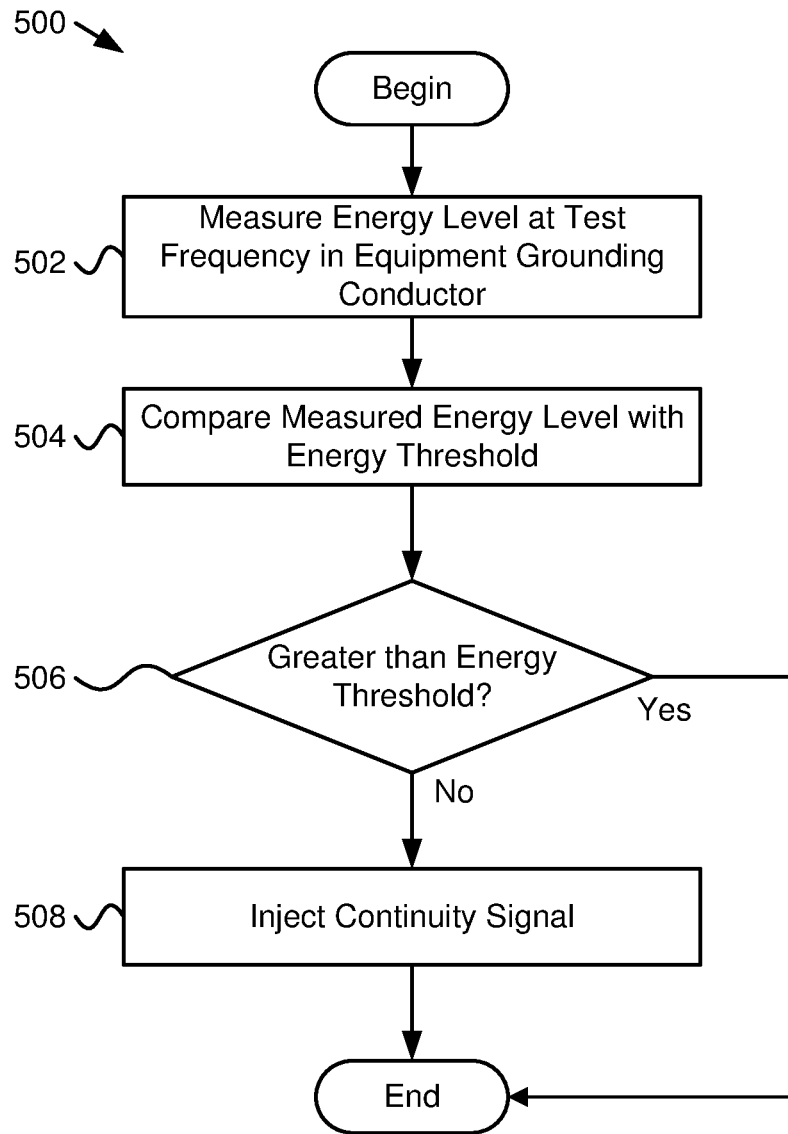 500
Begin
502
Measure Energy Level at Test
Frequency in Equipment Grounding
Conductor
504
Compare Measured Energy Level with
Energy Threshold
506
Greater than Energy
Threshold?
Yes
No
508
Inject Continuity Signal
End